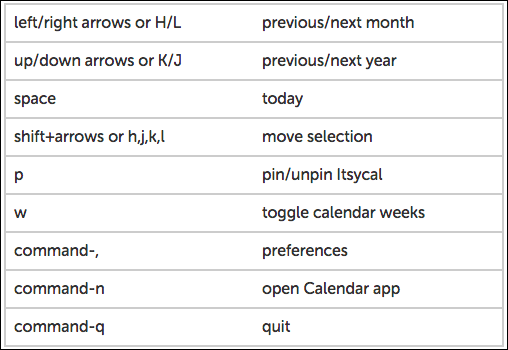 left/right arrows or H/L previous/next month
up/down arrows or K/J previous/next year
space today
shift+arrows or h,j,k,l move selection
p pin/unpin Itsycal
w toggle calendar weeks
command-, preferences
command-n open Calendar app
command-q quit